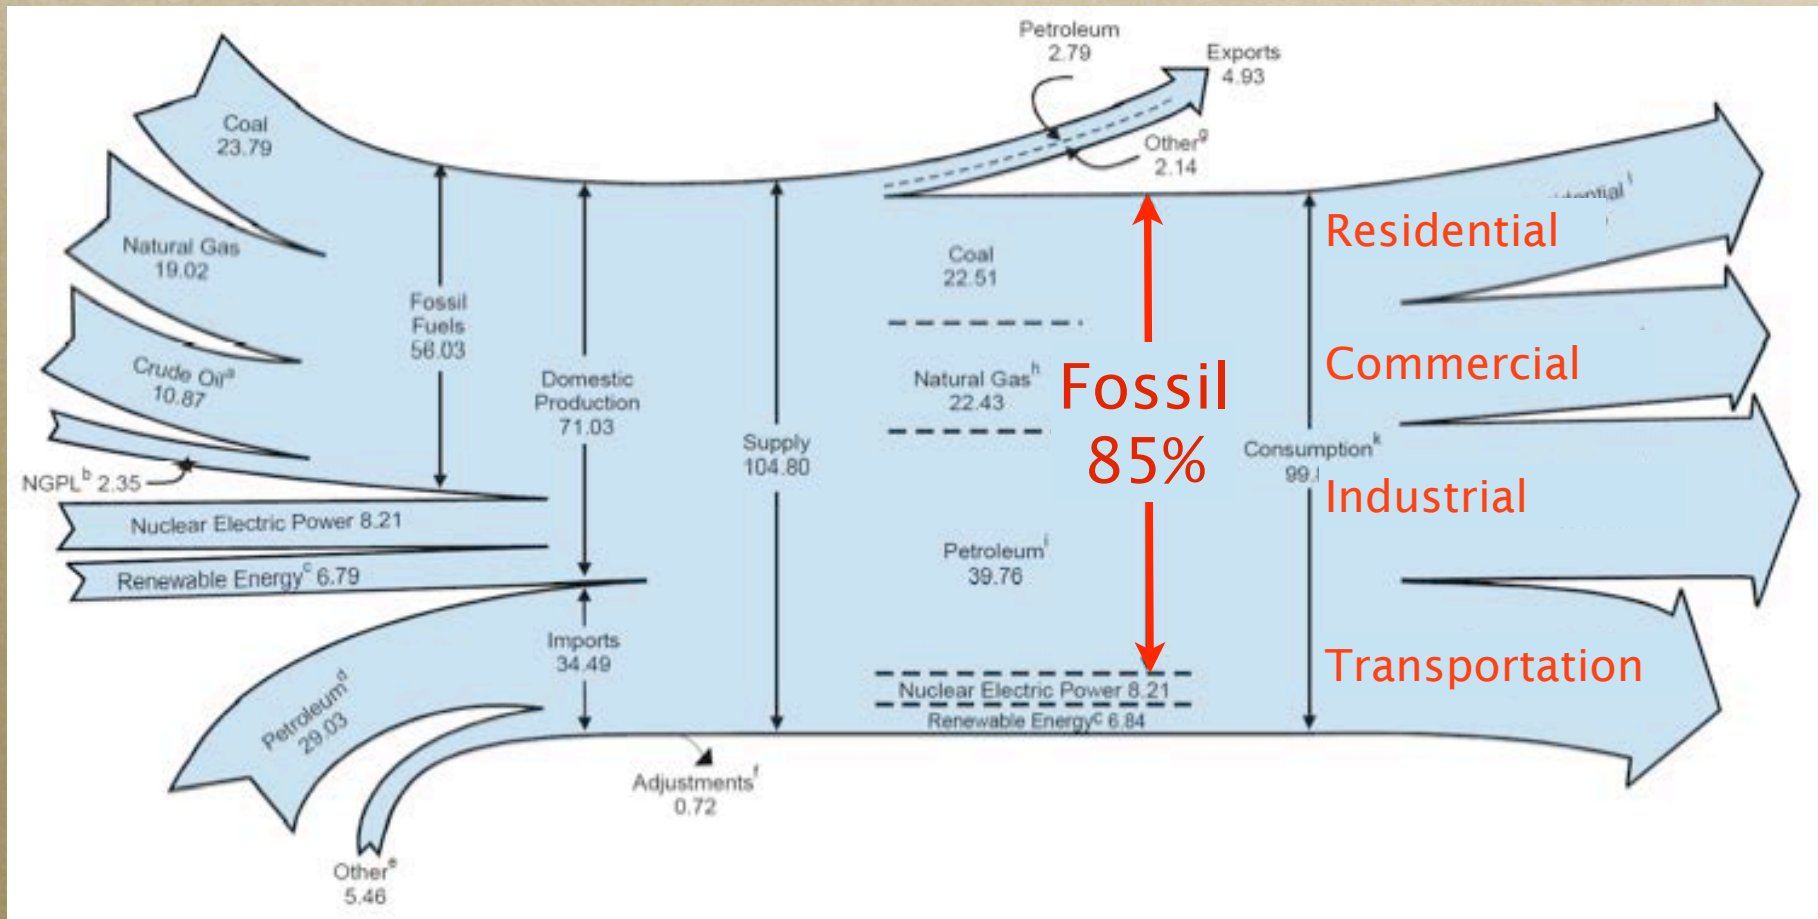 Petroleum
2.79
Exports
4.93
Other^g
2.14
Coal
23.79
Natural Gas
19.02
Crude Oil^a
10.87
NGPL^b 2.35
Nuclear Electric Power 8.21
Renewable Energy^c 6.79
Petroleum^d
29.03
Other^e
5.46
Fossil
Fuels
56.03
Domestic
Production
71.03
Imports
34.49
Adjustments^f
0.72
Supply
104.80
Coal
22.51
Natural Gas^h
22.43
Petroleum^i
39.76
Nuclear Electric Power 8.21
Renewable Energy^c 6.84
Fossil
85%
Consumption^k
99.
Residential
Commercial
Industrial
Transportation